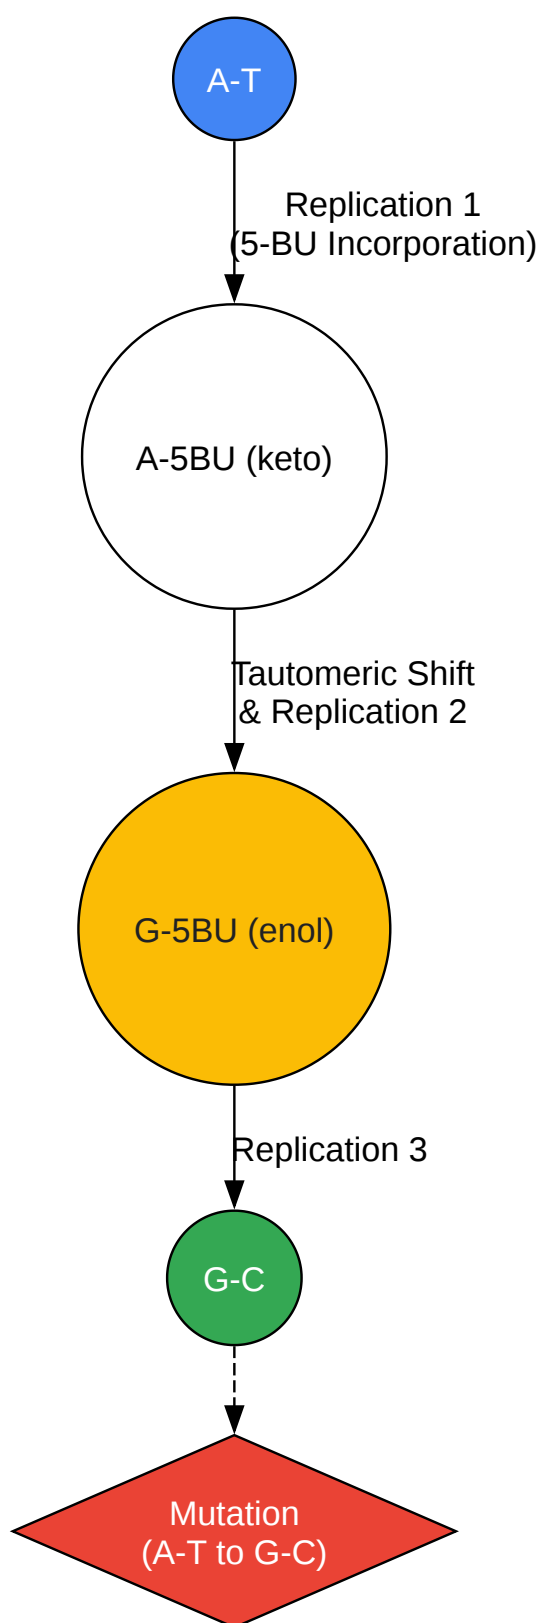 A-T
Replication 1
(5-BU Incorporation)
A-5BU (keto)
Tautomeric Shift
& Replication 2
G-5BU (enol)
Replication 3
G-C
Mutation
(A-T to G-C)